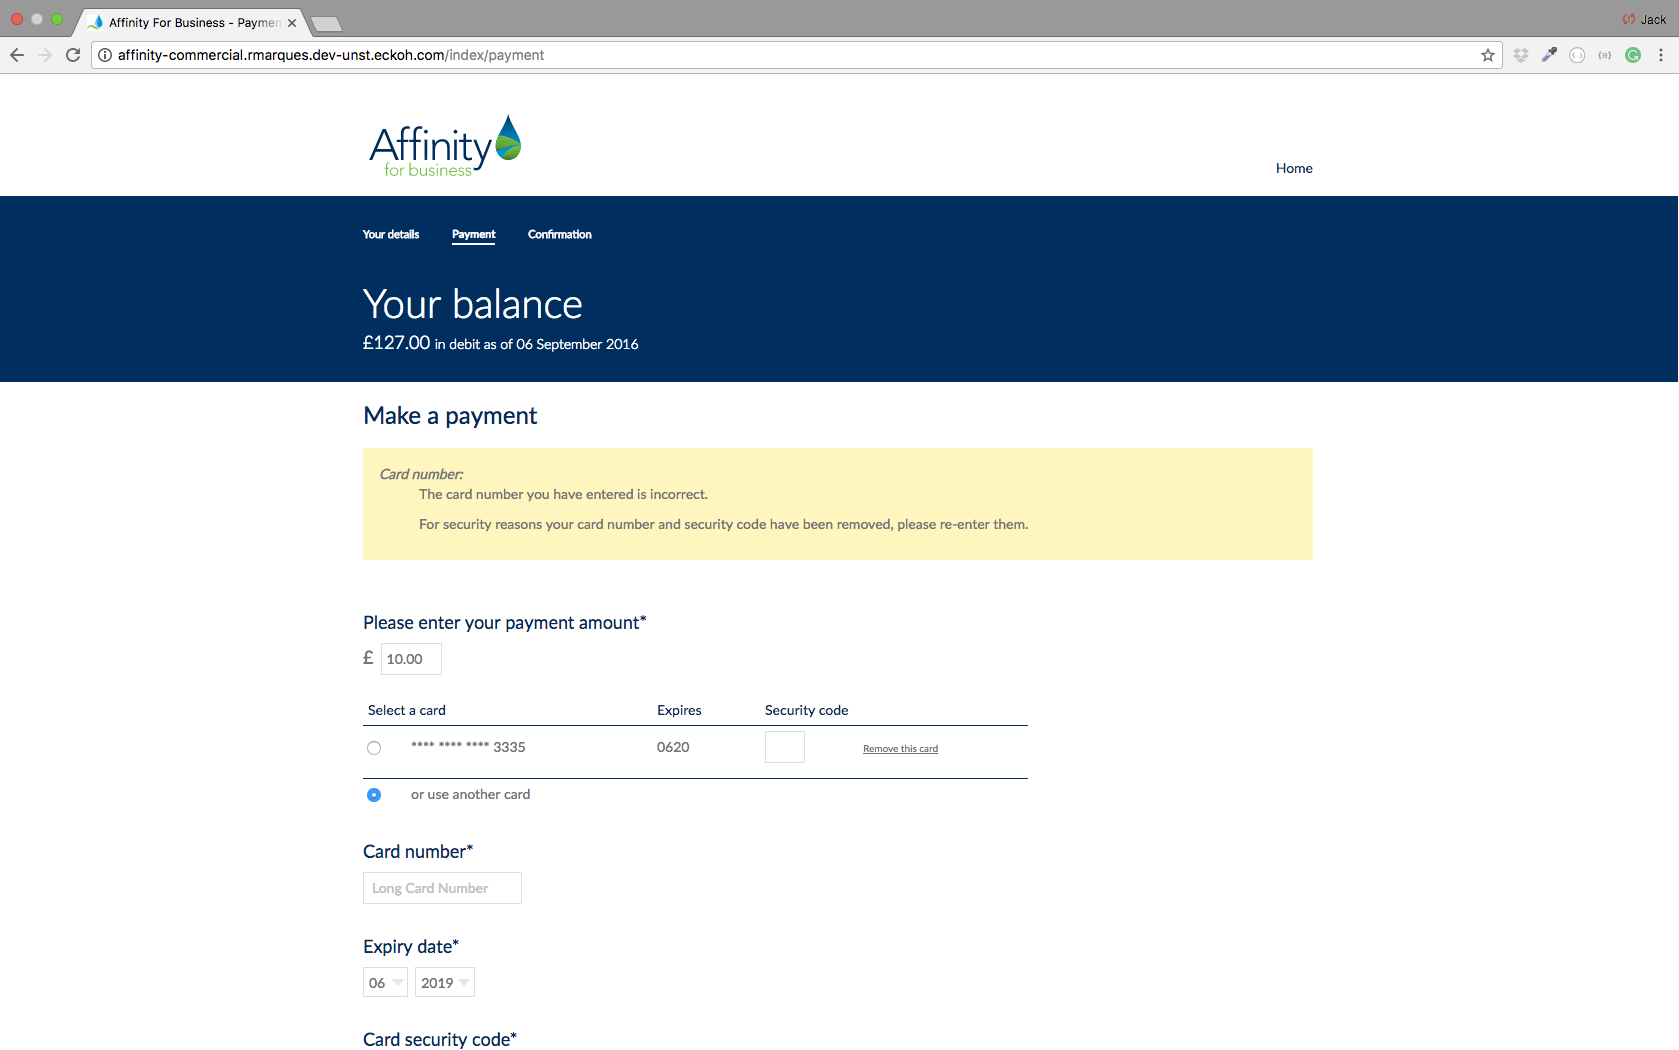 Affinity For Business - Paymen
Jack
affinity-commercial.rmarques.dev-unst.eckoh.com/index/payment
Affinity
for business
Home
Your details Payment Confirmation
Your balance
£127.00 in debit as of 06 September 2016
Make a payment
Card number:
The card number you have entered is incorrect.
For security reasons your card number and security code have been removed, please re-enter them.
Please enter your payment amount*
£ 10.00
Select a card Expires Security code
**** **** **** 3335 0620 Remove this card
or use another card
Card number*
Long Card Number
Expiry date*
06 2019
Card security code*